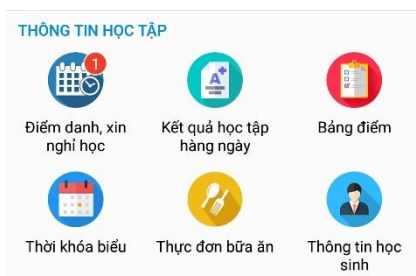 THÔNG TIN HỌC TẬP
1
Điểm danh, xin
nghỉ học
Kết quả học tập
hàng ngày
Bảng điểm
A+
Thời khóa biểu
Thực đơn bữa ăn
Thông tin học
sinh